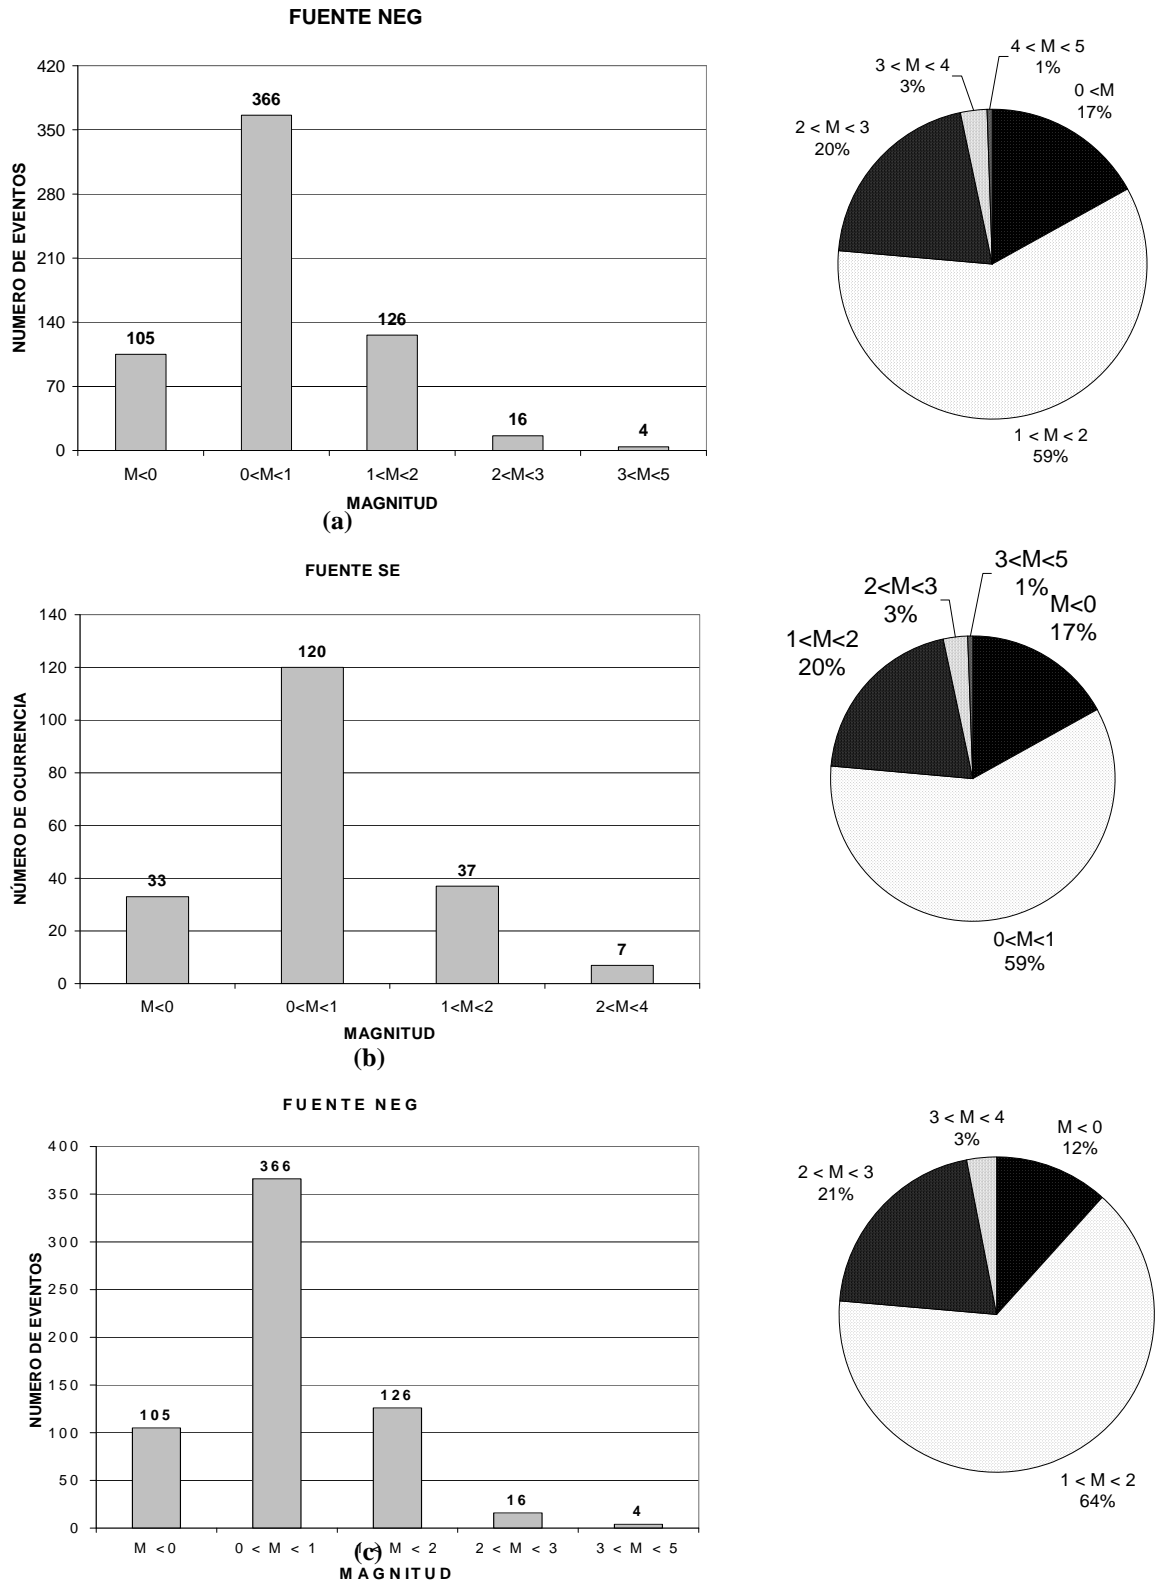 FUENTE NEG
NUMERO DE EVENTOS
420
350
280
210
140
70
0
105
366
126
16
4
M<0
0<M<1
1<M<2
2<M<3
3<M<5
MAGNITUD
(a)
4 < M < 5
1%
3 < M < 4
3%
0 <M
17%
2 < M < 3
20%
1 < M < 2
59%
FUENTE SE
NÚMERO DE OCURRENCIA
140
120
100
80
60
40
20
0
33
120
37
7
M<0
0<M<1
1<M<2
2<M<4
MAGNITUD
(b)
3<M<5
1%
2<M<3
3%
M<0
17%
1<M<2
20%
0<M<1
59%
FUENTE NEG
NUMERO DE EVENTOS
400
350
300
250
200
150
100
50
0
105
366
126
16
4
M < 0
0 < M < 1
1 < M < 2
2 < M < 3
3 < M < 5
(c)
MAGNITUD
3 < M < 4
3%
M < 0
12%
2 < M < 3
21%
1 < M < 2
64%